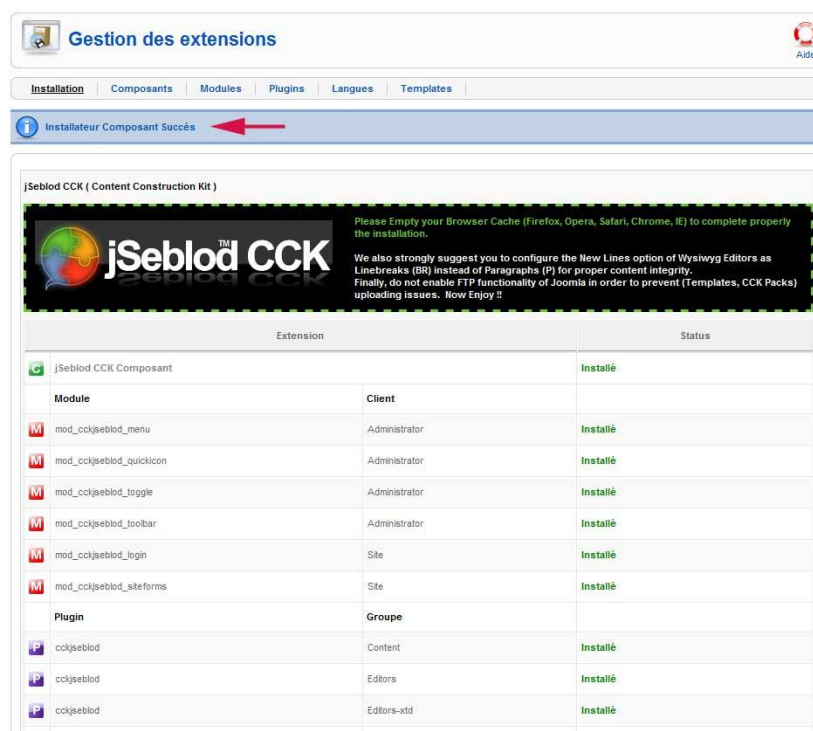 Gestion des extensions
Aide
Installation Composants Modules Plugins Langues Templates
Installateur Composant Succès
jSeblod CCK ( Content Construction Kit )
jSeblod™ CCK
Please Empty your Browser Cache (Firefox, Opera, Safari, Chrome, IE) to complete properly
the installation.
We also strongly suggest you to configure the New Lines option of Wysiwyg Editors as
Linebreaks (BR) instead of Paragraphs (P) for proper content integrity.
Finally, do not enable FTP functionality of Joomla in order to prevent (Templates, CCK Packs)
uploading issues. Now Enjoy !!
Extension Status
C jSeblod CCK Composant Installé
Module Client
M mod_cckjseblod_menu Administrator Installé
M mod_cckjseblod_quickicon Administrator Installé
M mod_cckjseblod_toggle Administrator Installé
M mod_cckjseblod_toolbar Administrator Installé
M mod_cckjseblod_login Site Installé
M mod_cckjseblod_siteforms Site Installé
Plugin Groupe
P cckjseblod Content Installé
P cckjseblod Editors Installé
P cckjseblod Editors-xtd Installé